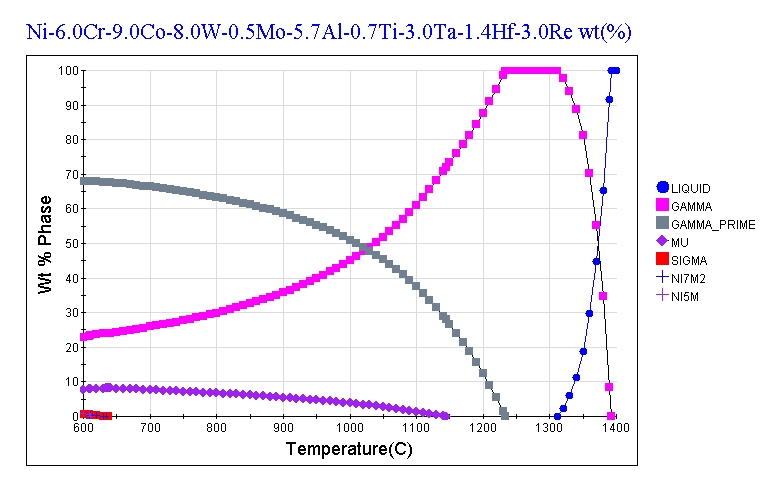 Ni-6.0Cr-9.0Co-8.0W-0.5Mo-5.7Al-0.7Ti-3.0Ta-1.4Hf-3.0Re wt(%)
100
90
80
70
60
50
40
30
20
10
0
Wt % Phase
600 700 800 900 1000 1100 1200 1300 1400
Temperature(C)
LIQUID
GAMMA
GAMMA_PRIME
MU
SIGMA
NI7M2
NI5M